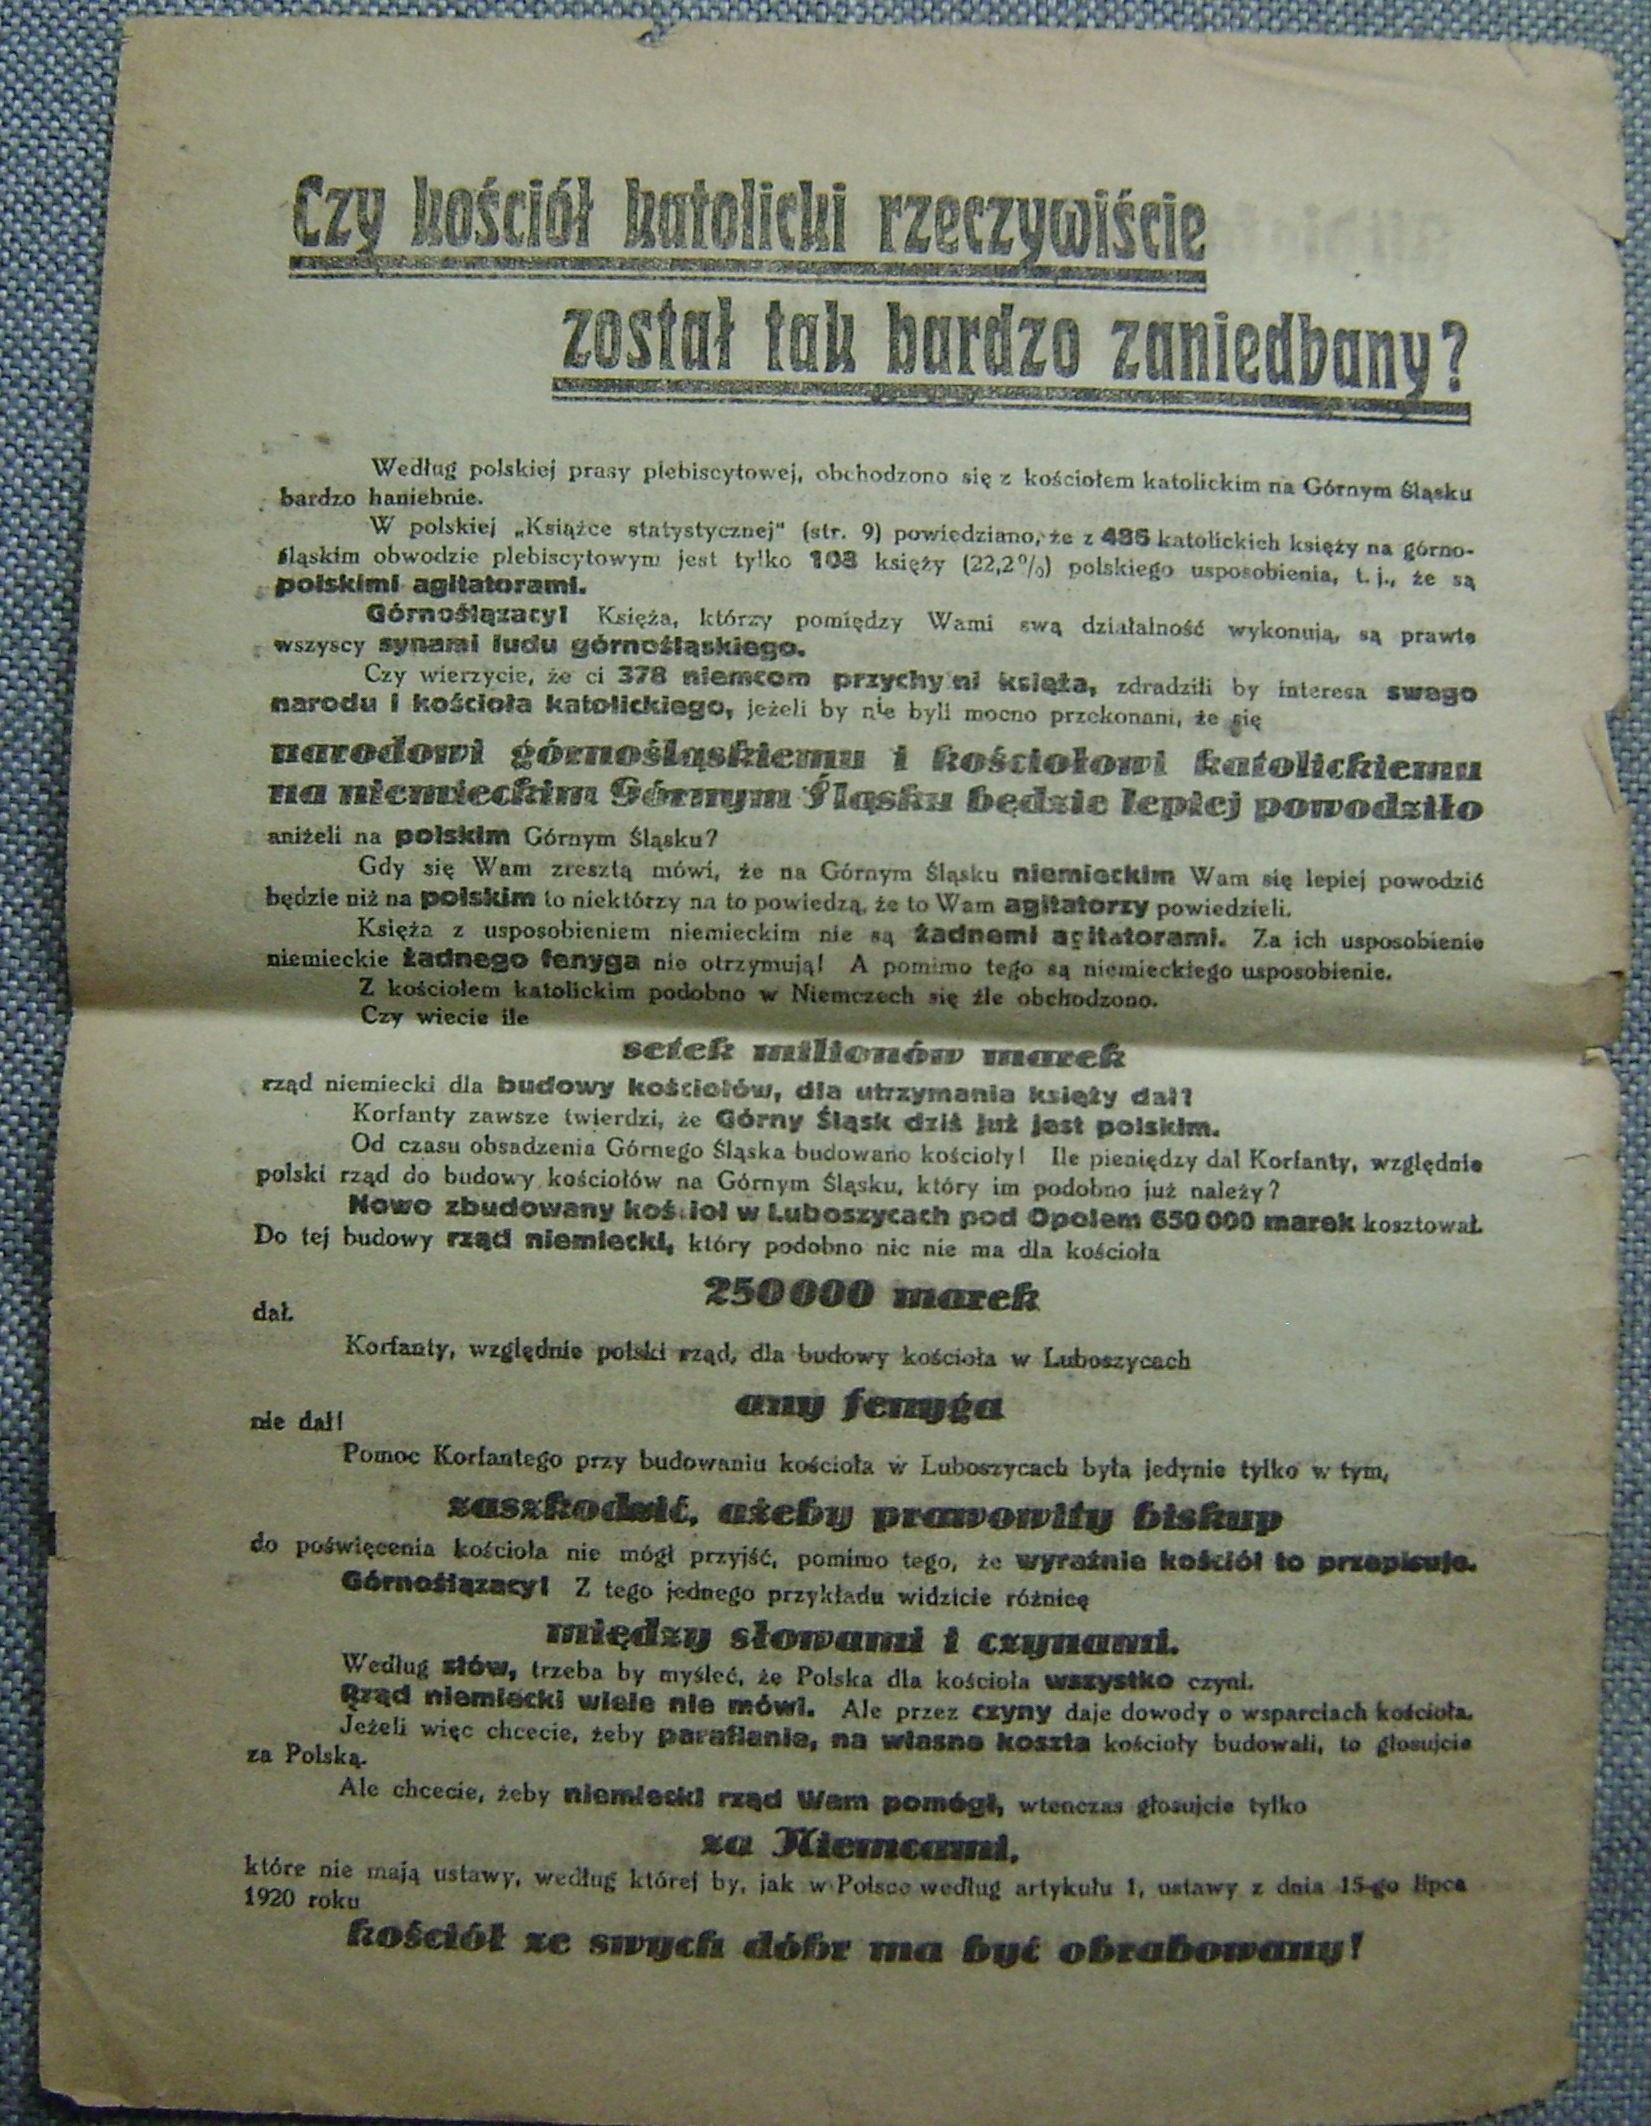 Czy kościół katolicki rzeczywiście
został tak bardzo zaniedbany?
Według polskiej prasy plebiscytowej, obchodzono się z kościołem katolickim na Górnym Śląsku
bardzo haniebnie.
W polskiej „Książce statystycznej" (str. 9) powiedziano, że z 486 katolickich księży na górno-
śląskim obwodzie plebiscytowym jest tylko 108 księży (22,2%) polskiego usposobienia, t. j., że są
polskimi agitatorami.
Górnoślązacy! Księża, którzy pomiędzy Wami swą działalność wykonują, są prawie
wszyscy synami ludu górnośląskiego.
Czy wierzycie, że ci 378 niemcom przychylni księża, zdradzili by interesa swego
narodu i kościoła katolickiego, jeżeli by nie byli mocno przekonani, że się
narodowi górnośląskiemu i kościołowi katolickiemu
na niemieckim Górnym Śląsku będzie lepiej powodziło
aniżeli na polskim Górnym Śląsku?
Gdy się Wam zresztą mówi, że na Górnym Śląsku niemieckim Wam się lepiej powodzić
będzie niż na polskim to niektórzy na to powiedzą, że to Wam agitatorzy powiedzieli.
Księża z usposobieniem niemieckim nie są żadnemi agitatorami. Za ich usposobienie
niemieckie żadnego fenyga nie otrzymują! A pomimo tego są niemieckiego usposobienie.
Z kościołem katolickim podobno w Niemczech się źle obchodzono.
Czy wiecie ile
setek milionów marek
rząd niemiecki dla budowy kościołów, dla utrzymania księży dał?
Korfanty zawsze twierdzi, że Górny Śląsk dziś już jest polskim.
Od czasu obsadzenia Górnego Śląska budowano kościoły! Ile pieniędzy dal Korfanty, względnie
polski rząd do budowy kościołów na Górnym Śląsku, który im podobno już należy?
Nowo zbudowany kościoł w Luboszycach pod Opolem 650 000 marek kosztował.
Do tej budowy rząd niemiecki, który podobno nic nie ma dla kościoła
250 000 marek
dał.
Korfanty, względnie polski rząd, dla budowy kościoła w Luboszycach
any fenyga
nie dał!
Pomoc Korfantego przy budowaniu kościoła w Luboszycach była jedynie tylko w tym,
zaszkodzić, ażeby prawowity biskup
do poświęcenia kościoła nie mógł przyjść, pomimo tego, że wyraźnie kościół to przepisuje.
Górnoślązacy! Z tego jednego przykładu widzicie różnicę
między słowami i czynami.
Według słów, trzeba by myśleć, że Polska dla kościoła wszystko czyni.
Rząd niemiecki wiele nie mówi. Ale przez czyny daje dowody o wsparciach kościoła.
Jeżeli więc chcecie, żeby parafianie, na własne koszta kościoły budowali, to głosujcie
za Polską.
Ale chcecie, żeby niemiecki rząd Wam pomógł, wtenczas głosujcie tylko
za Niemcami,
które nie mają ustawy, według której by, jak w Polsce według artykułu 1, ustawy z dnia 15-go lipca
1920 roku
kościół ze swych dóbr ma być obrabowany!